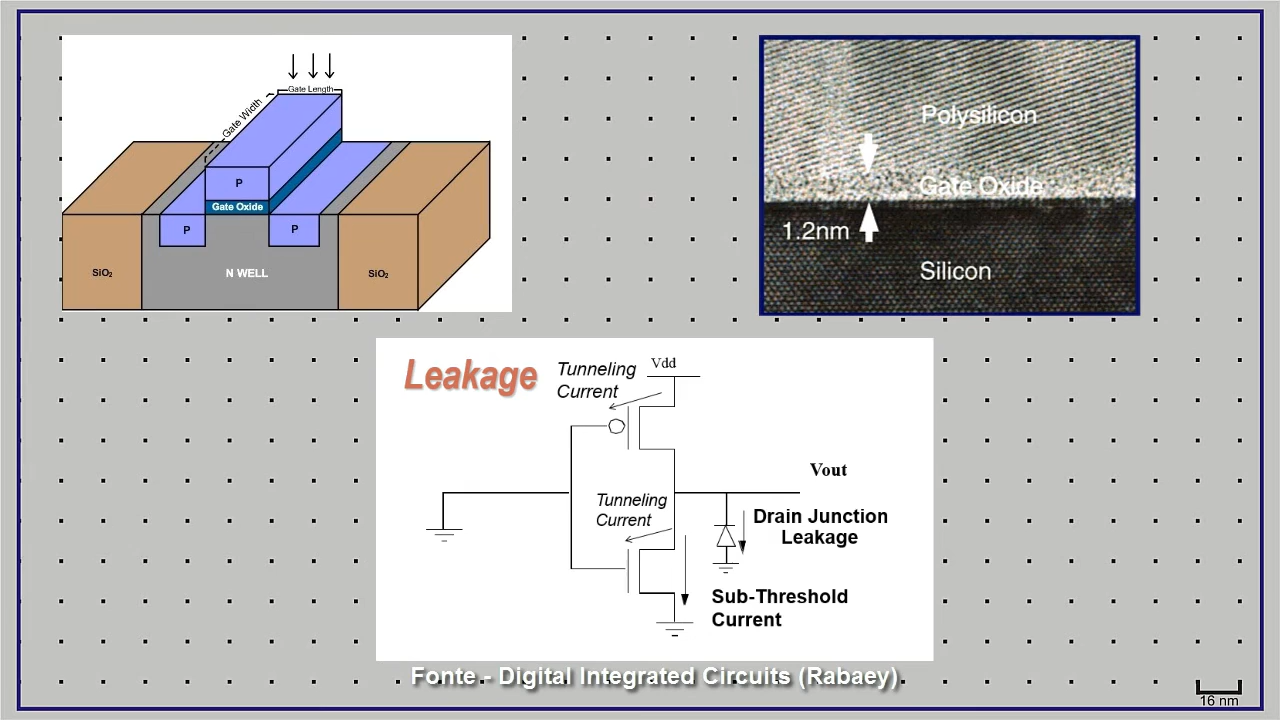 Gate Length
Gate Width
P
Gate Oxide
P
P
SiO₂
N WELL
SiO₂
Polysilicon
Gate Oxide
1.2nm
Silicon
Leakage
Tunneling
Current
Vdd
Vout
Tunneling
Current
Drain Junction
Leakage
Sub-Threshold
Current
Fonte - Digital Integrated Circuits (Rabaey)
16 nm